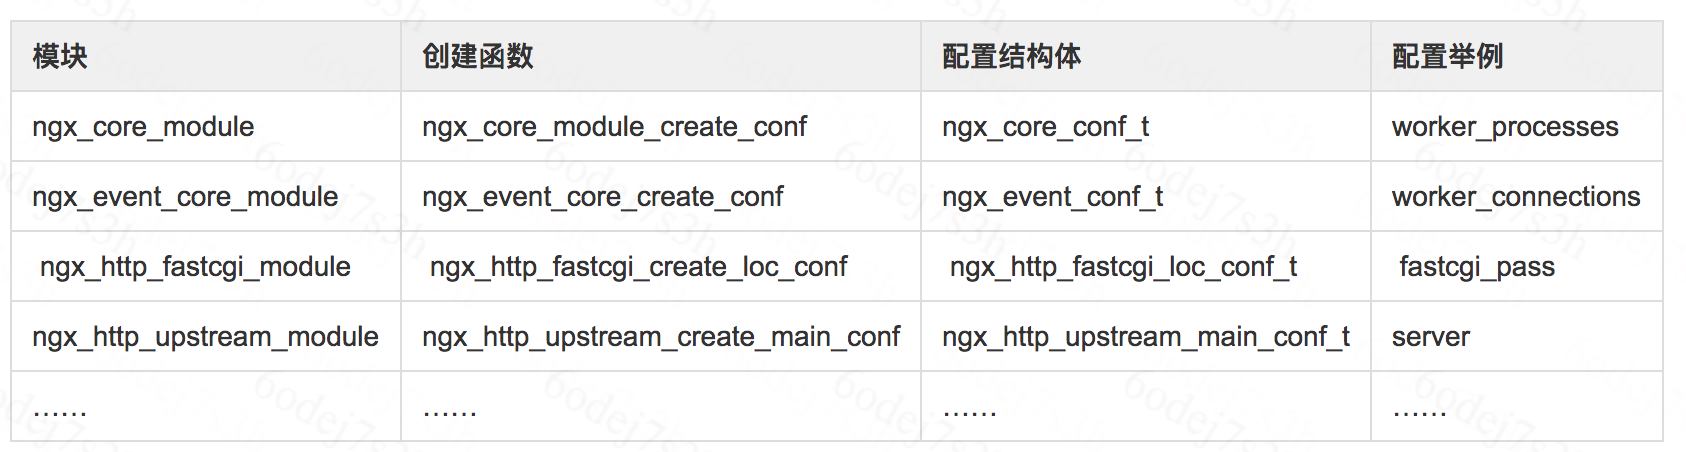 模块 创建函数 配置结构体 配置举例
ngx_core_module ngx_core_module_create_conf ngx_core_conf_t worker_processes
ngx_event_core_module ngx_event_core_create_conf ngx_event_conf_t worker_connections
ngx_http_fastcgi_module ngx_http_fastcgi_create_loc_conf ngx_http_fastcgi_loc_conf_t fastcgi_pass
ngx_http_upstream_module ngx_http_upstream_create_main_conf ngx_http_upstream_main_conf_t server
…… …… …… ……
6odej7s3h